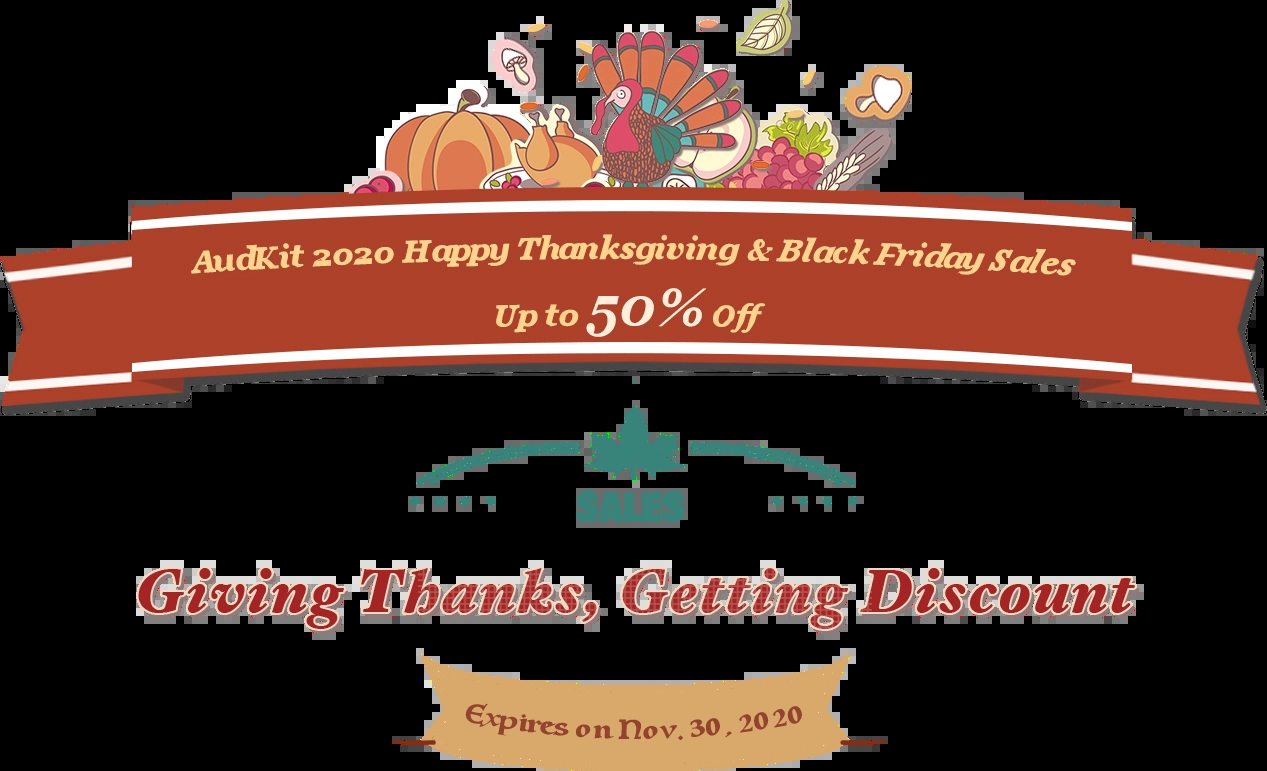 AudKit 2020 Happy Thanksgiving & Black Friday Sales
Up to 50% Off
SALES
Giving Thanks, Getting Discount
Expires on Nov. 30, 2020